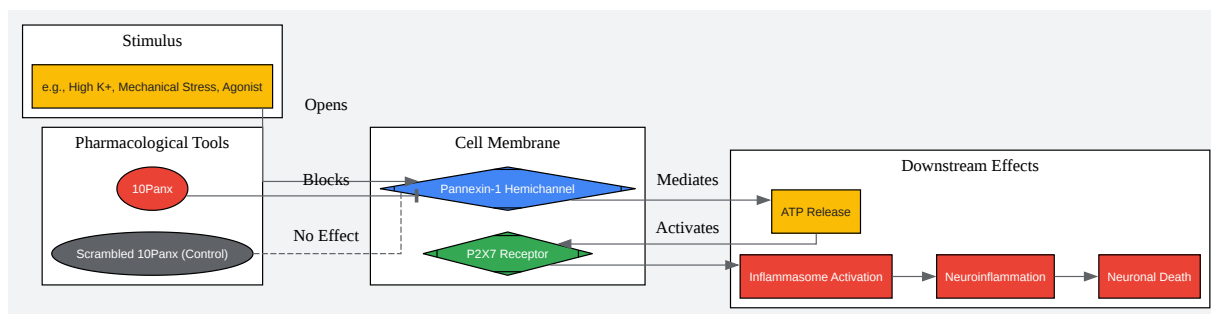 Stimulus
e.g., High K+, Mechanical Stress, Agonist
Opens
Pharmacological Tools
10Panx
Scrambled 10Panx (Control)
Blocks
No Effect
Cell Membrane
Pannexin-1 Hemichannel
P2X7 Receptor
Mediates
Activates
Downstream Effects
ATP Release
Inflammasome Activation
Neuroinflammation
Neuronal Death